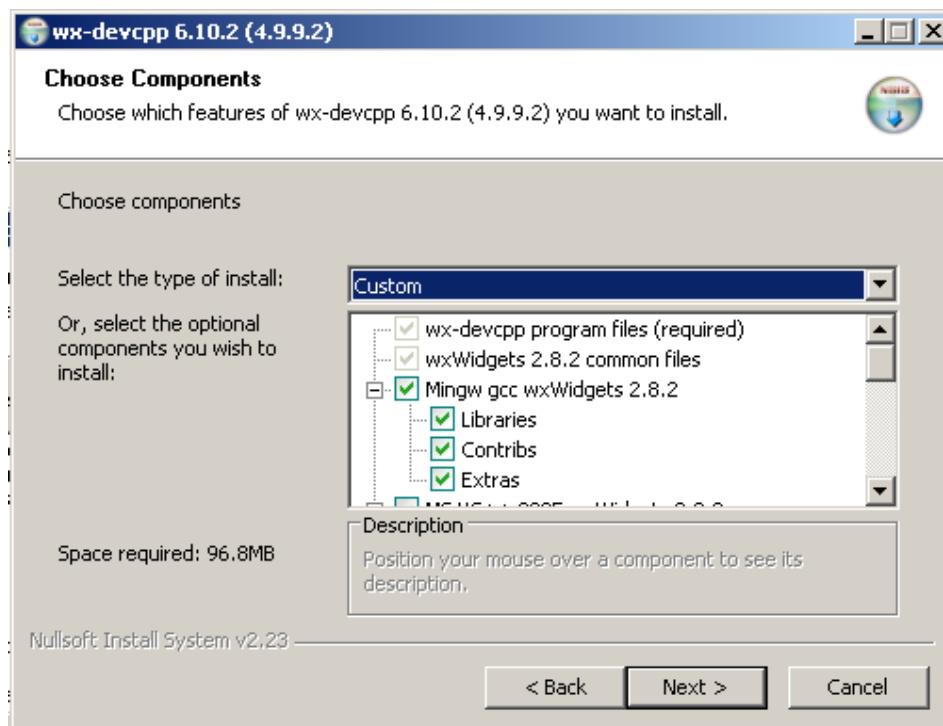 wx-devcpp 6.10.2 (4.9.9.2)
Choose Components
Choose which features of wx-devcpp 6.10.2 (4.9.9.2) you want to install.
Choose components
Select the type of install:
Custom
Or, select the optional
components you wish to
install:
wx-devcpp program files (required)
wxWidgets 2.8.2 common files
Mingw gcc wxWidgets 2.8.2
Libraries
Contribs
Extras
Space required: 96.8MB
Description
Position your mouse over a component to see its
description.
Nullsoft Install System v2.23
< Back
Next >
Cancel